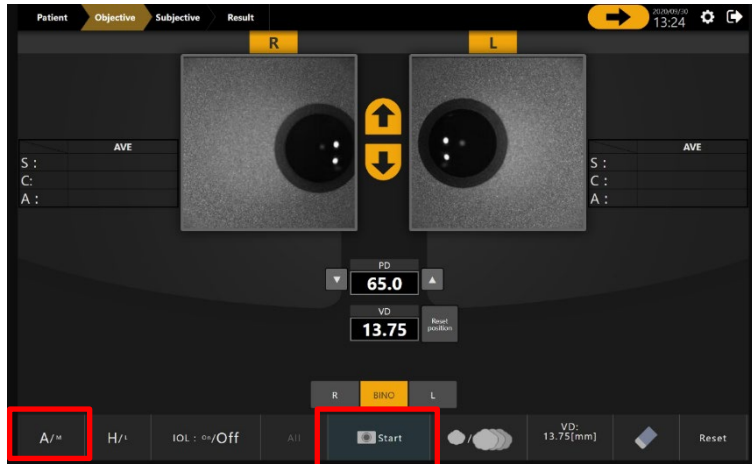 Patient Objective Subjective Result
2020/09/30
13:24
R L
AVE
S :
C:
A :
AVE
S :
C :
A :
PD
65.0
VD
13.75
Reset
position
R BINO L
A/M H/L IOL : On/Off All Start / VD: Reset
13.75[mm]